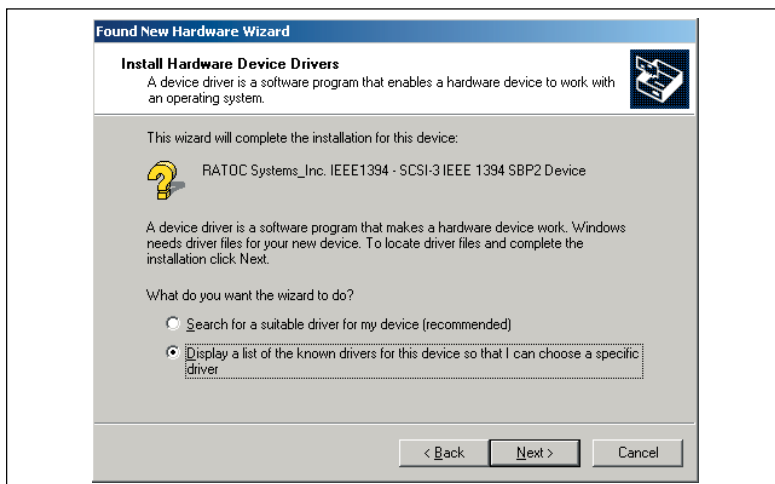 Found New Hardware Wizard
Install Hardware Device Drivers
A device driver is a software program that enables a hardware device to work with
an operating system.
This wizard will complete the installation for this device:
RATOC Systems_Inc. IEEE1394 - SCSI-3 IEEE 1394 SBP2 Device
A device driver is a software program that makes a hardware device work. Windows
needs driver files for your new device. To locate driver files and complete the
installation click Next.
What do you want the wizard to do?
Search for a suitable driver for my device (recommended)
Display a list of the known drivers for this device so that I can choose a specific
driver
< Back Next > Cancel